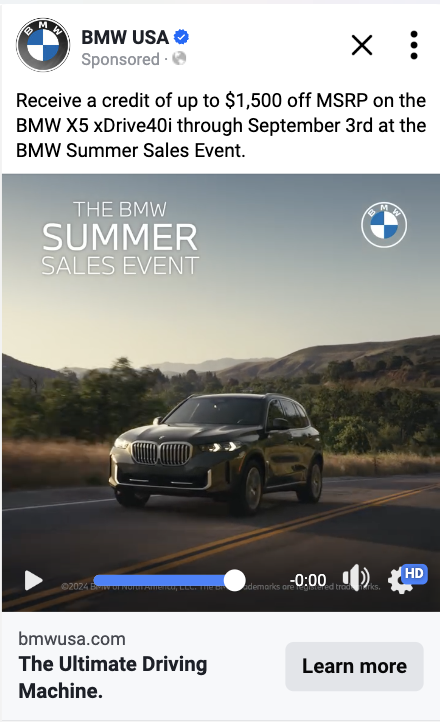 BMW
BMW USA
Sponsored ·
Receive a credit of up to $1,500 off MSRP on the
BMW X5 xDrive40i through September 3rd at the
BMW Summer Sales Event.
THE BMW
SUMMER
SALES EVENT
BMW
-0:00
HD
©2024 BMW of North America, LLC. The BMW trademarks are registered trademarks.
bmwusa.com
The Ultimate Driving
Machine.
Learn more